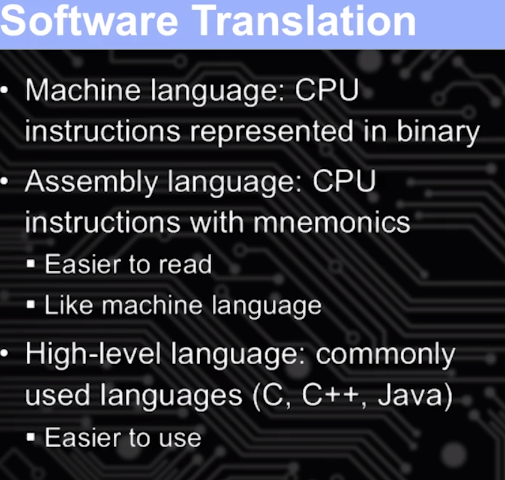 Software Translation
• Machine language: CPU
instructions represented in binary
• Assembly language: CPU
instructions with mnemonics
▪ Easier to read
▪ Like machine language
• High-level language: commonly
used languages (C, C++, Java)
▪ Easier to use